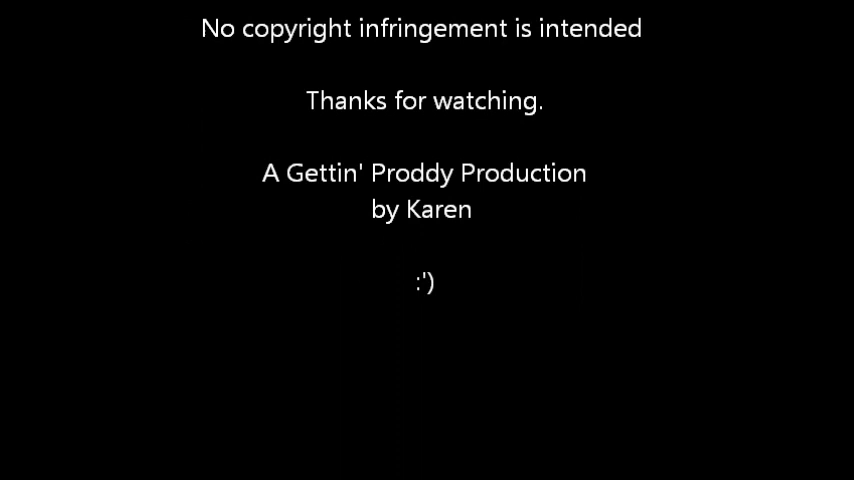 No copyright infringement is intended
Thanks for watching.
A Gettin' Proddy Production
by Karen
:')